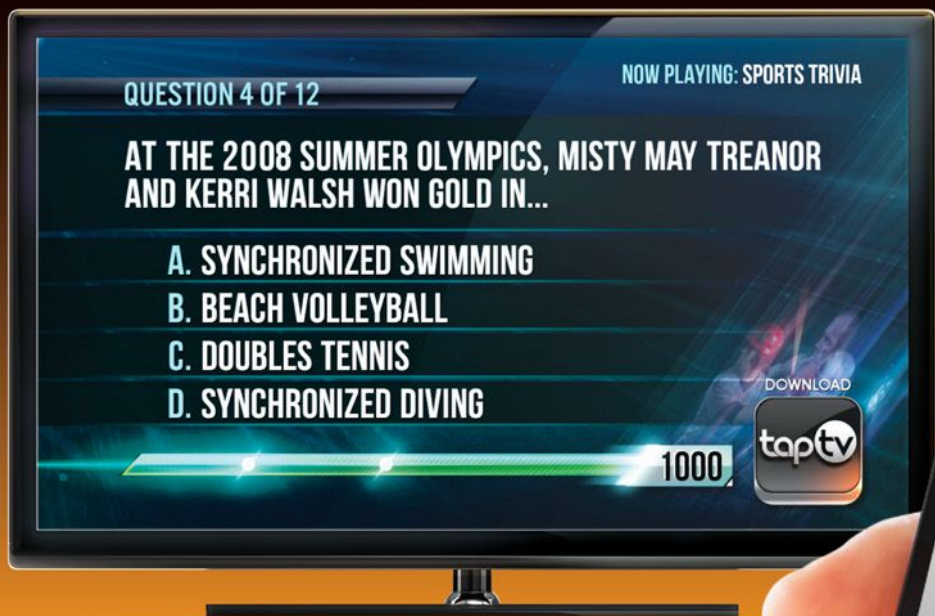 NOW PLAYING: SPORTS TRIVIA
QUESTION 4 OF 12
AT THE 2008 SUMMER OLYMPICS, MISTY MAY TREANOR
AND KERRI WALSH WON GOLD IN...
A. SYNCHRONIZED SWIMMING
B. BEACH VOLLEYBALL
C. DOUBLES TENNIS
D. SYNCHRONIZED DIVING
1000
DOWNLOAD
taptv